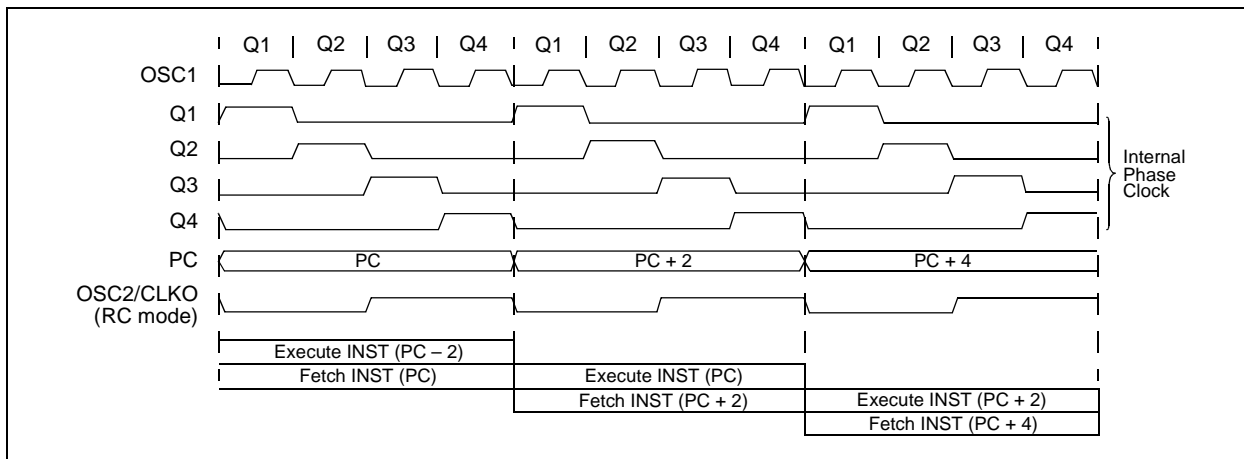 Q1 Q2 Q3 Q4 Q1 Q2 Q3 Q4 Q1 Q2 Q3 Q4
OSC1
Q1
Q2
Q3
Q4
Internal
Phase
Clock
PC PC PC + 2 PC + 4
OSC2/CLKO
(RC mode)
Execute INST (PC – 2)
Fetch INST (PC) Execute INST (PC)
Fetch INST (PC + 2) Execute INST (PC + 2)
Fetch INST (PC + 4)